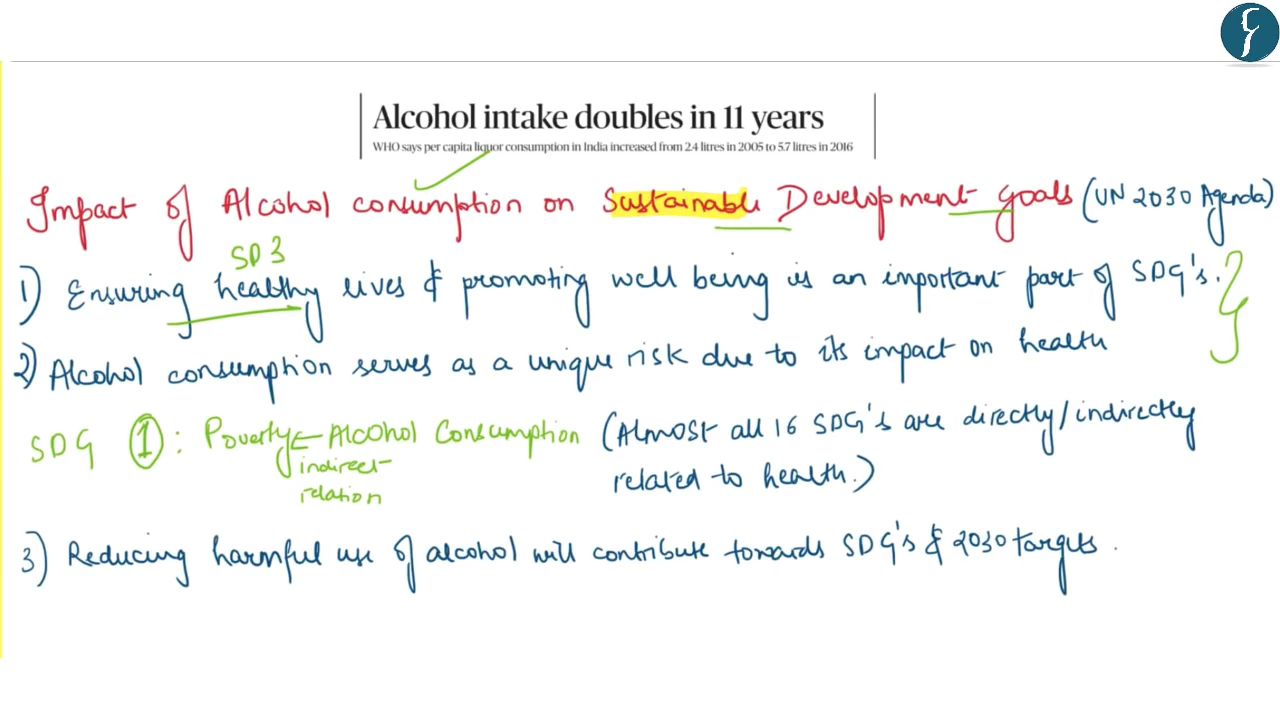 Alcohol intake doubles in 11 years
WHO says per capita liquor consumption in India increased from 2.4 litres in 2005 to 5.7 litres in 2016
Impact of Alcohol consumption on Sustainable Development goals (UN 2030 Agenda)
SD3
1) Ensuring healthy lives & promoting well being is an important part of SDG's.
2) Alcohol consumption serves as a unique risk due to its impact on health
SDG 1 : Poverty ← Alcohol Consumption (Almost all 16 SDG's are directly/indirectly
indirect
relation
related to health.)
3) Reducing harmful use of alcohol will contribute towards SDG's & 2030 targets.